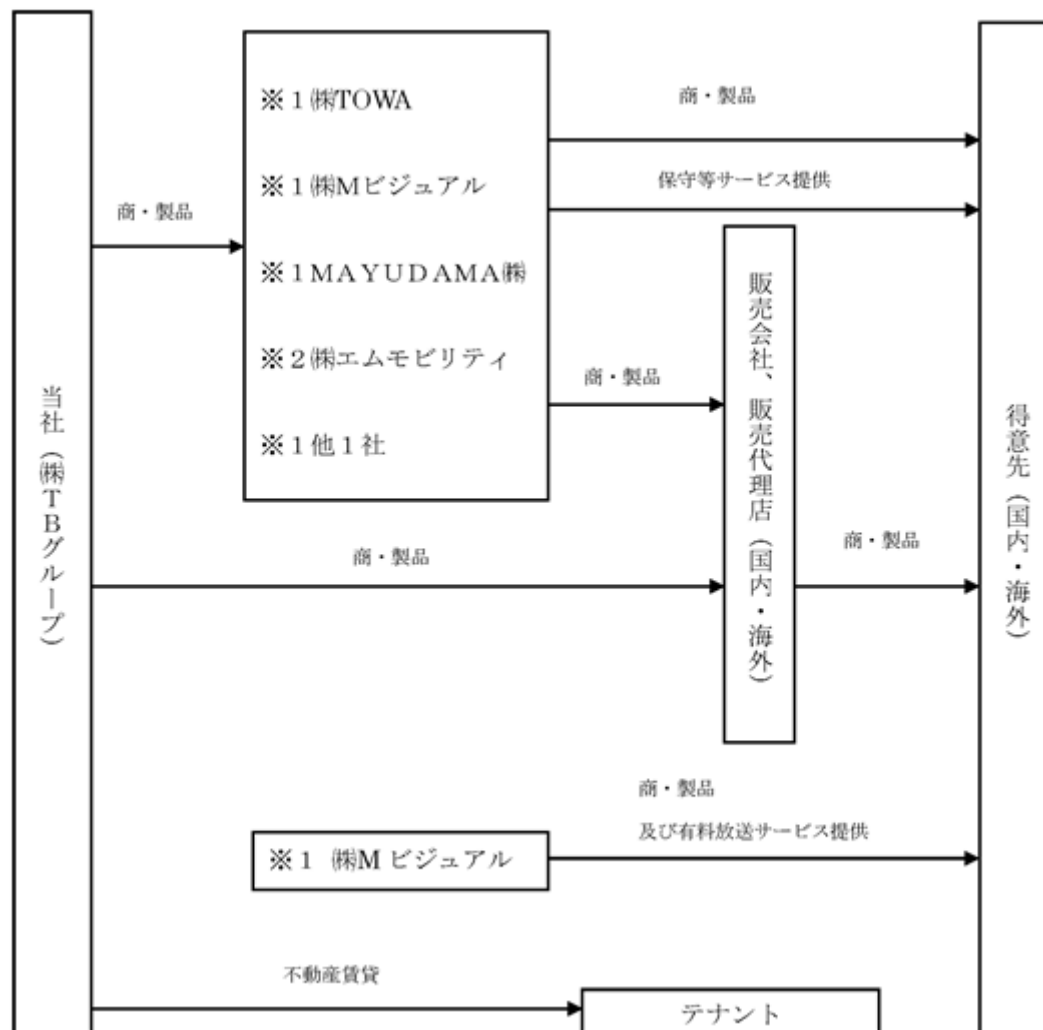 当社（㈱TBグループ）
商・製品
※１㈱TOWA
※１㈱Mビジュアル
※１MAYUDAMA㈱
※２㈱エムモビリティ
※１他１社
商・製品
保守等サービス提供
商・製品
販売会社、販売代理店（国内・海外）
商・製品
商・製品
得意先（国内・海外）
※１ ㈱M ビジュアル
商・製品
及び有料放送サービス提供
不動産賃貸
テナント